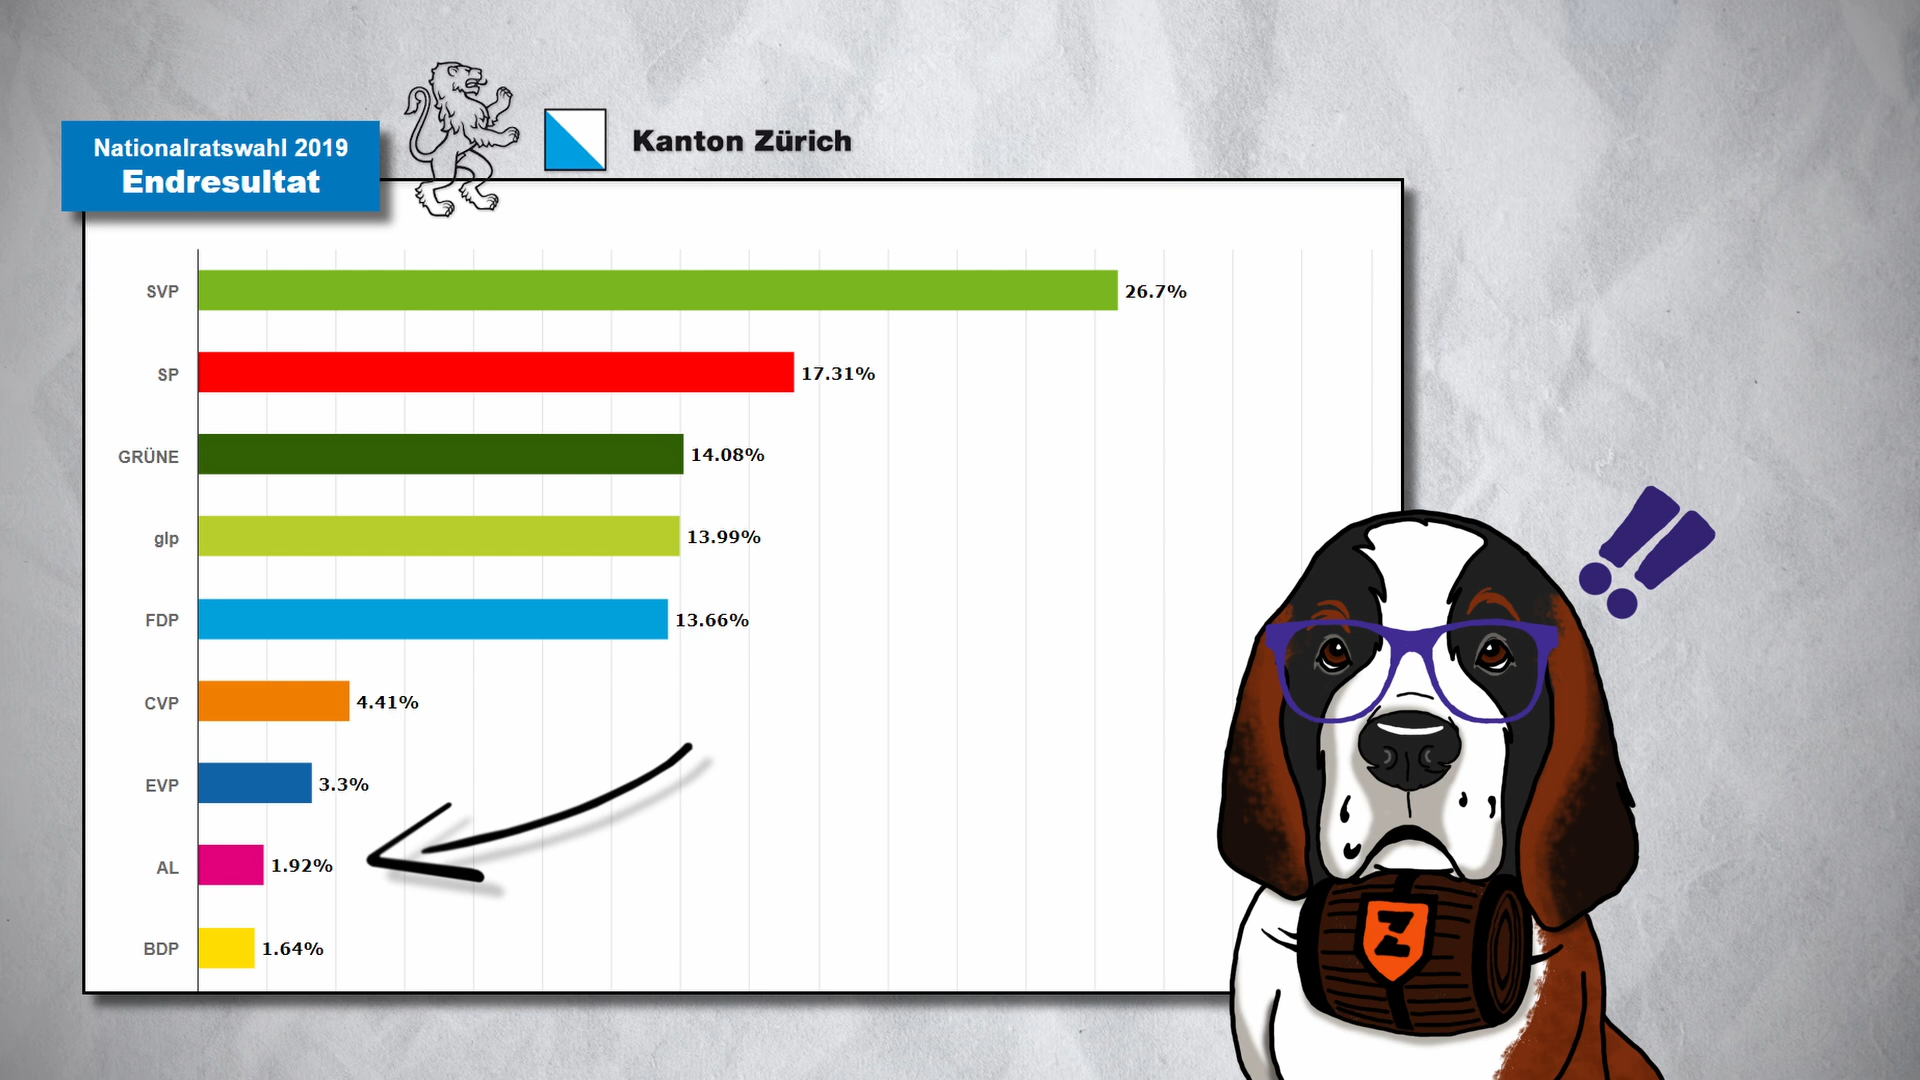 Nationalratswahl 2019
Endresultat
Kanton Zürich
SVP 26.7%
SP 17.31%
GRÜNE 14.08%
glp 13.99%
FDP 13.66%
CVP 4.41%
EVP 3.3%
AL 1.92%
BDP 1.64%
!!
Z